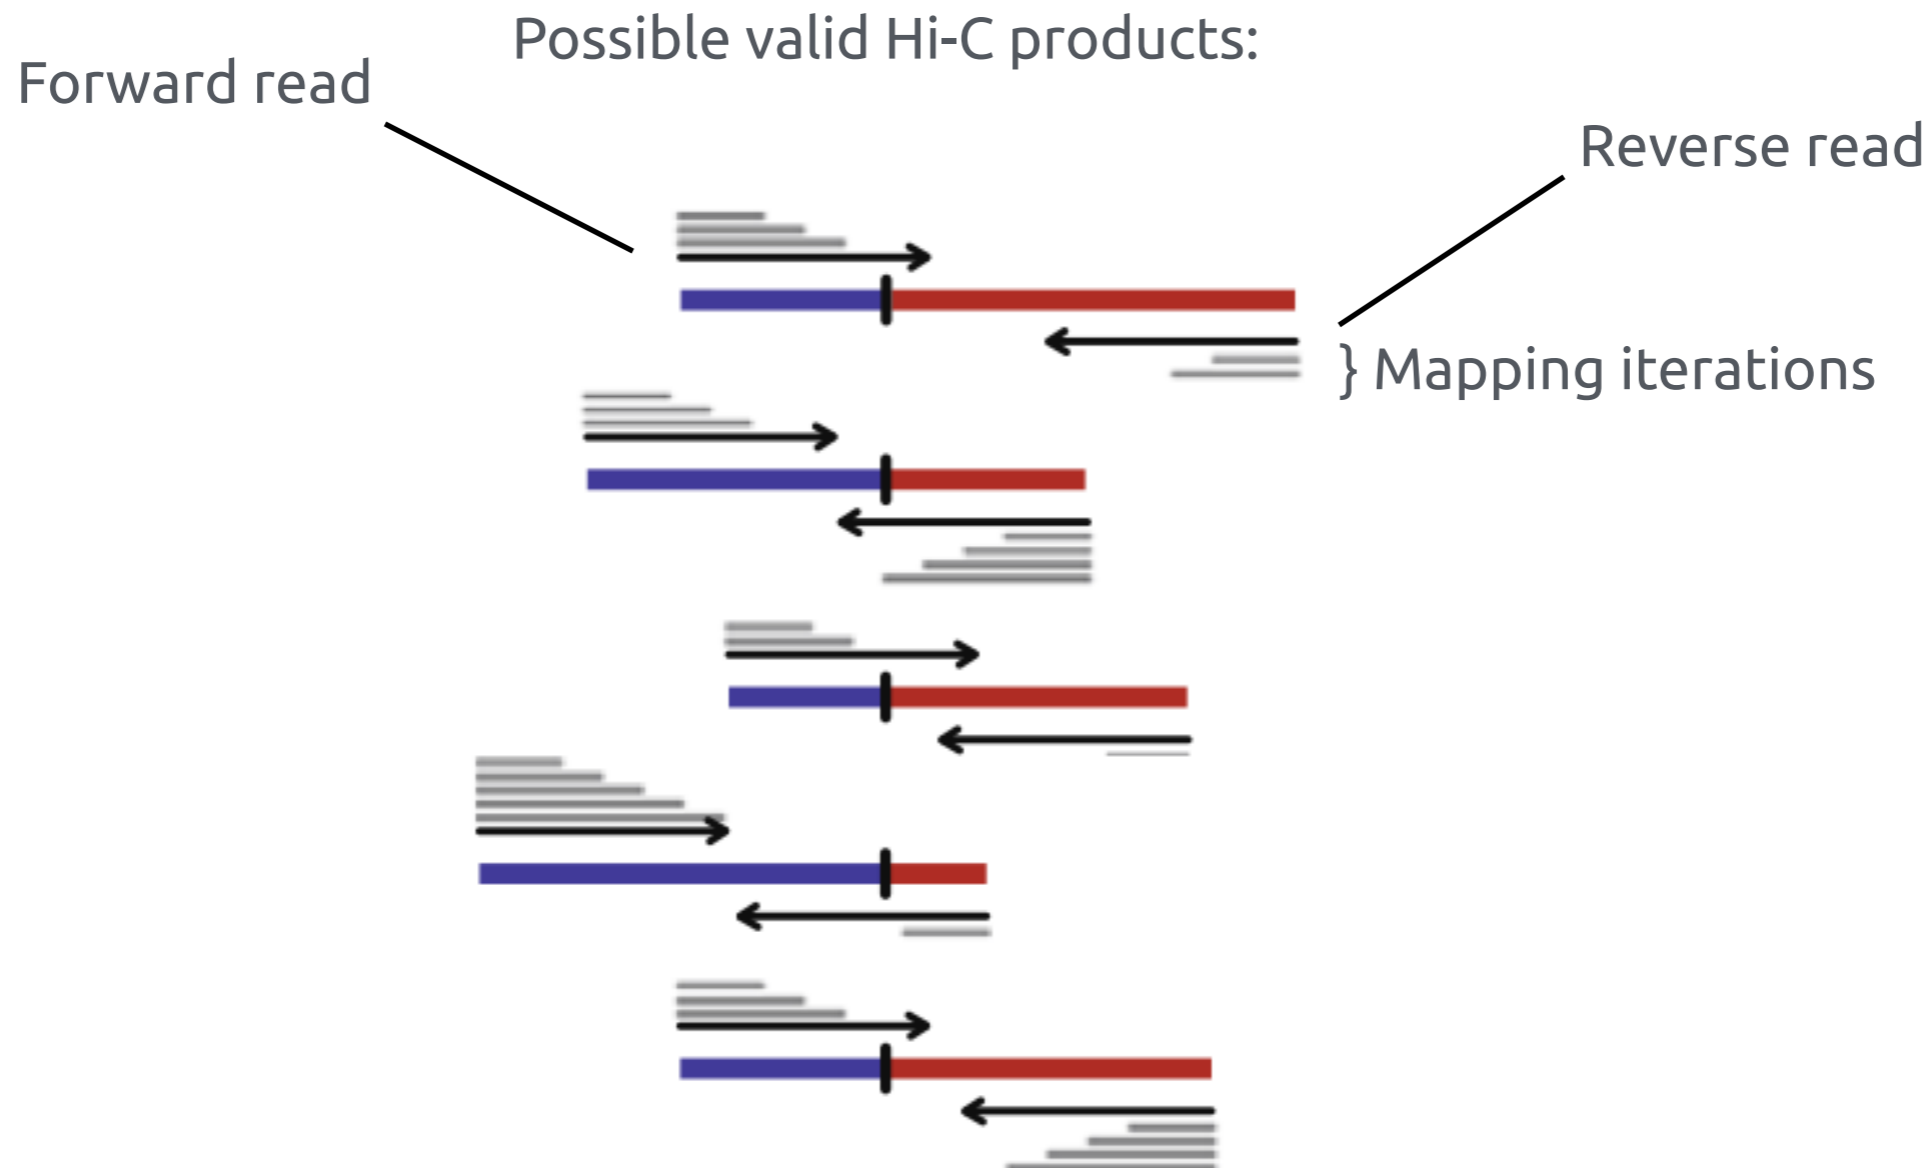 Possible valid Hi-C products:
Forward read
Reverse read
} Mapping iterations